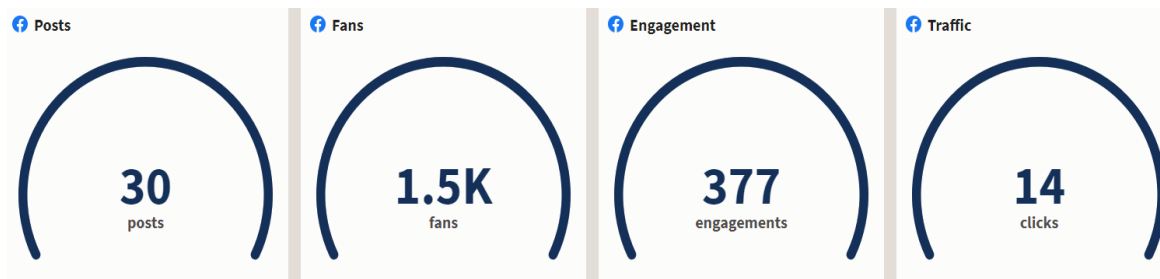 Posts
30
posts
Fans
1.5K
fans
Engagement
377
engagements
Traffic
14
clicks